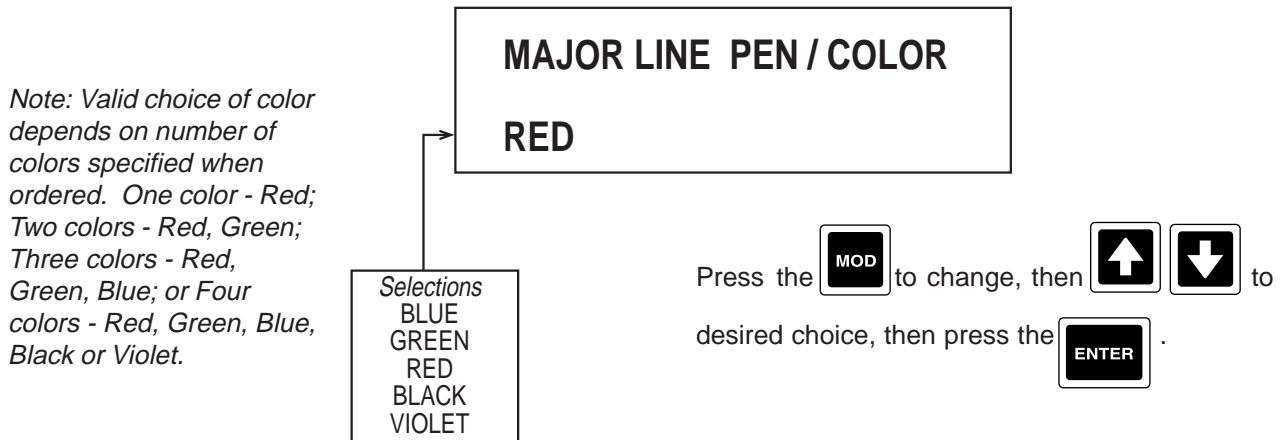 MAJOR LINE PEN / COLOR
RED
Note: Valid choice of color
depends on number of
colors specified when
ordered. One color - Red;
Two colors - Red, Green;
Three colors - Red,
Green, Blue; or Four
colors - Red, Green, Blue,
Black or Violet.
Selections
BLUE
GREEN
RED
BLACK
VIOLET
Press the MOD to change, then to
desired choice, then press the ENTER .